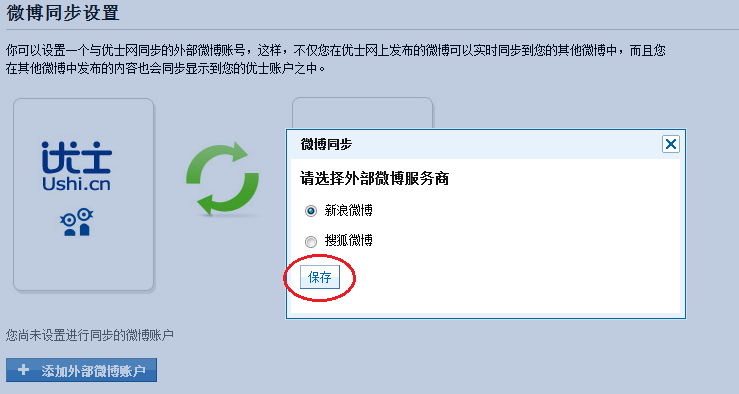 微博同步设置
你可以设置一个与优士网同步的外部微博账号，这样，不仅您在优士网上发布的微博可以实时同步到您的其他微博中，而且您
在其他微博中发布的内容也会同步显示到您的优士账户之中。
优士
Ushi.cn
微博同步
请选择外部微博服务商
新浪微博
搜狐微博
保存
您尚未设置进行同步的微博账户
添加外部微博账户